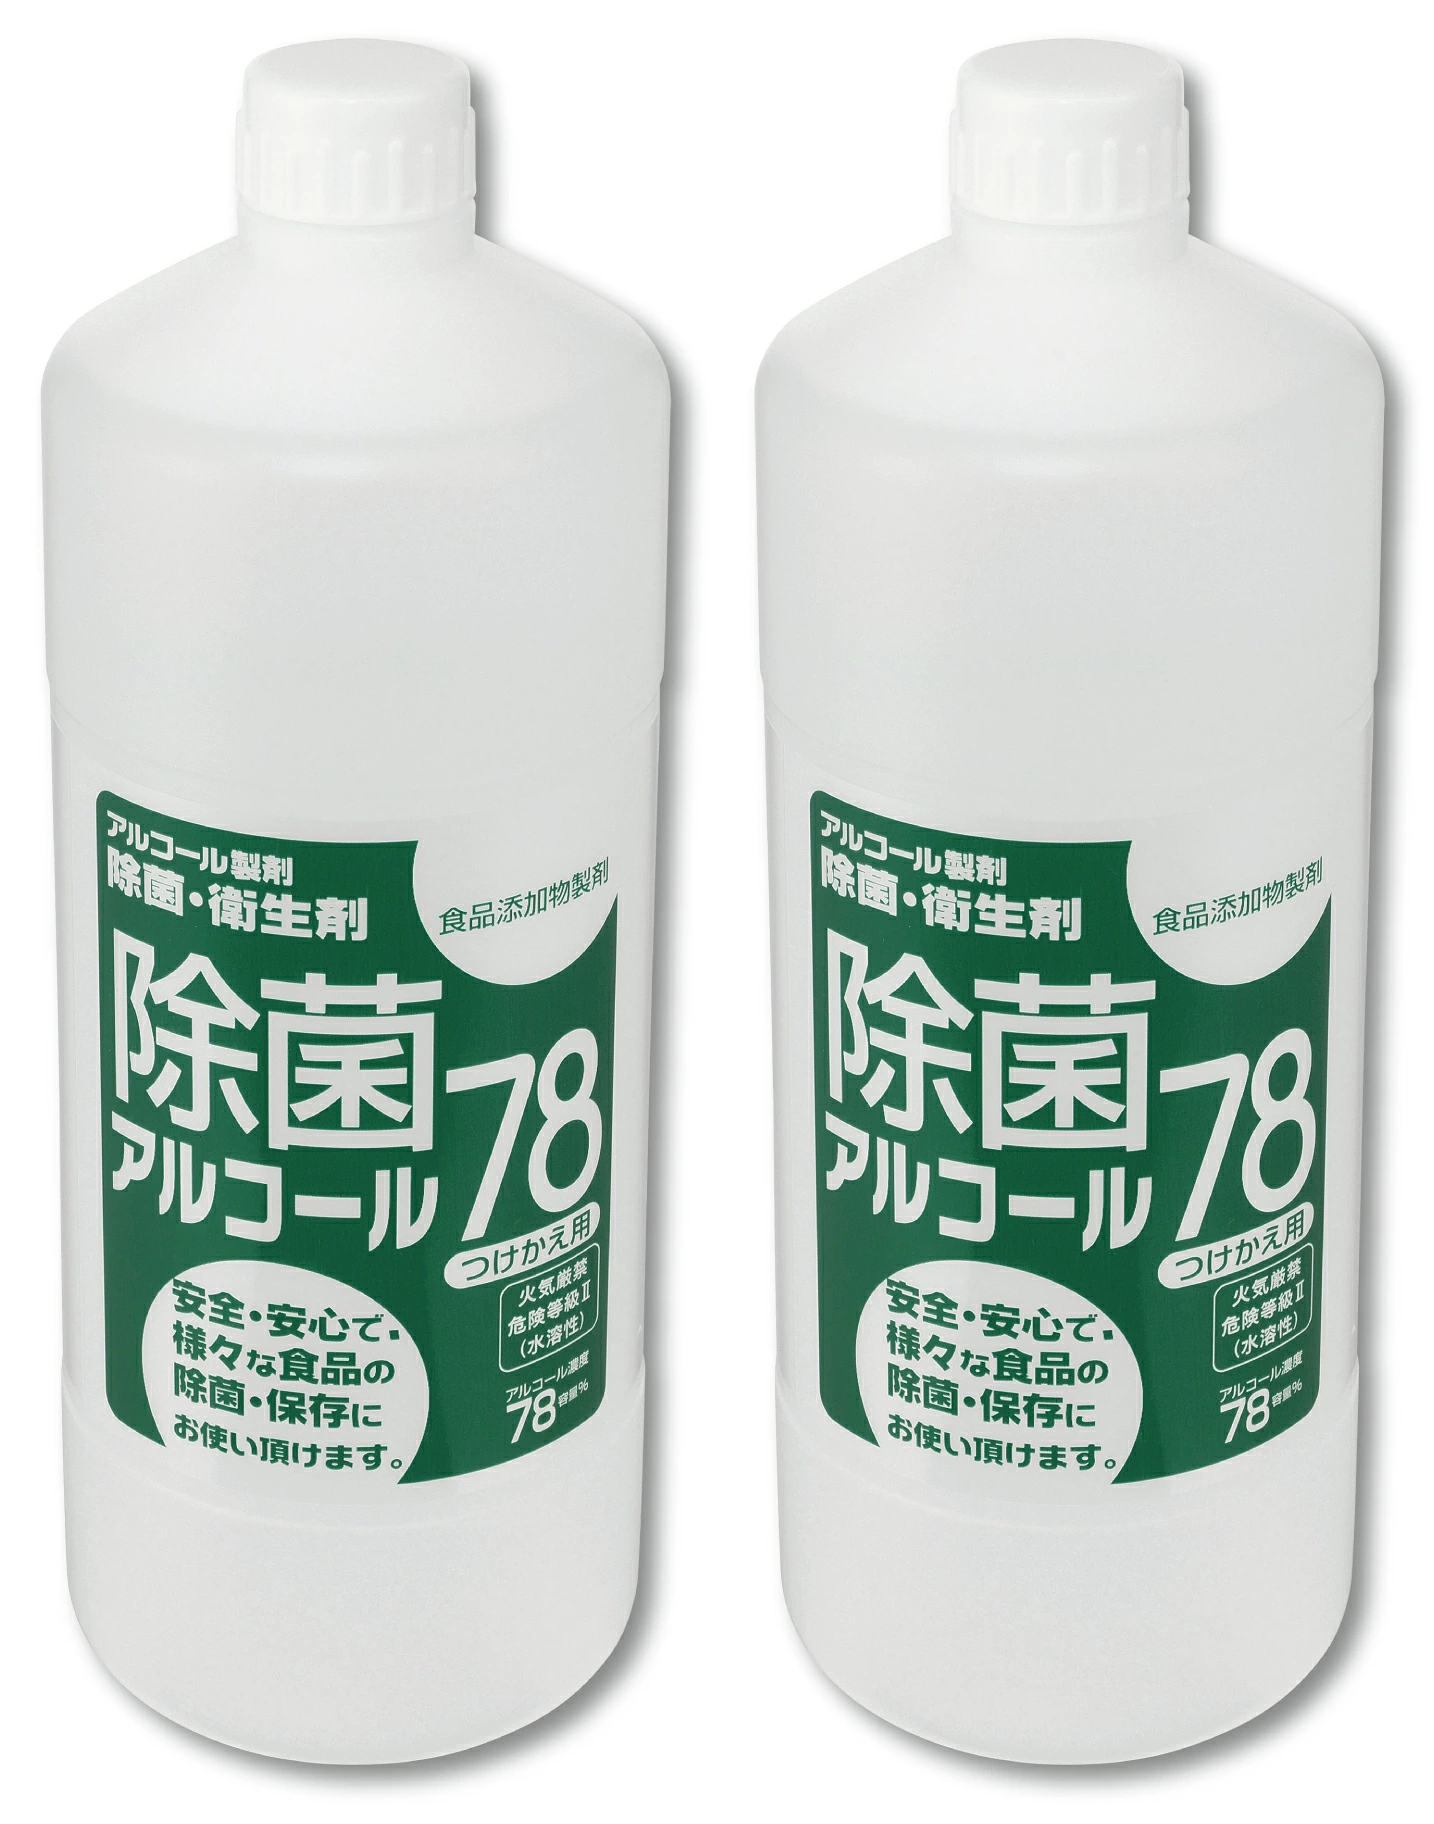 アルコール製剤
除菌・衛生剤
食品添加物製剤
除菌
アルコール
78
つけかえ用
火気厳禁
危険等級Ⅱ
(水溶性)
アルコール濃度
78容量%
安全・安心で、
様々な食品の
除菌・保存に
お使い頂けます。
アルコール製剤
除菌・衛生剤
食品添加物製剤
除菌
アルコール
78
つけかえ用
火気厳禁
危険等級Ⅱ
(水溶性)
アルコール濃度
78容量%
安全・安心で、
様々な食品の
除菌・保存に
お使い頂けます。